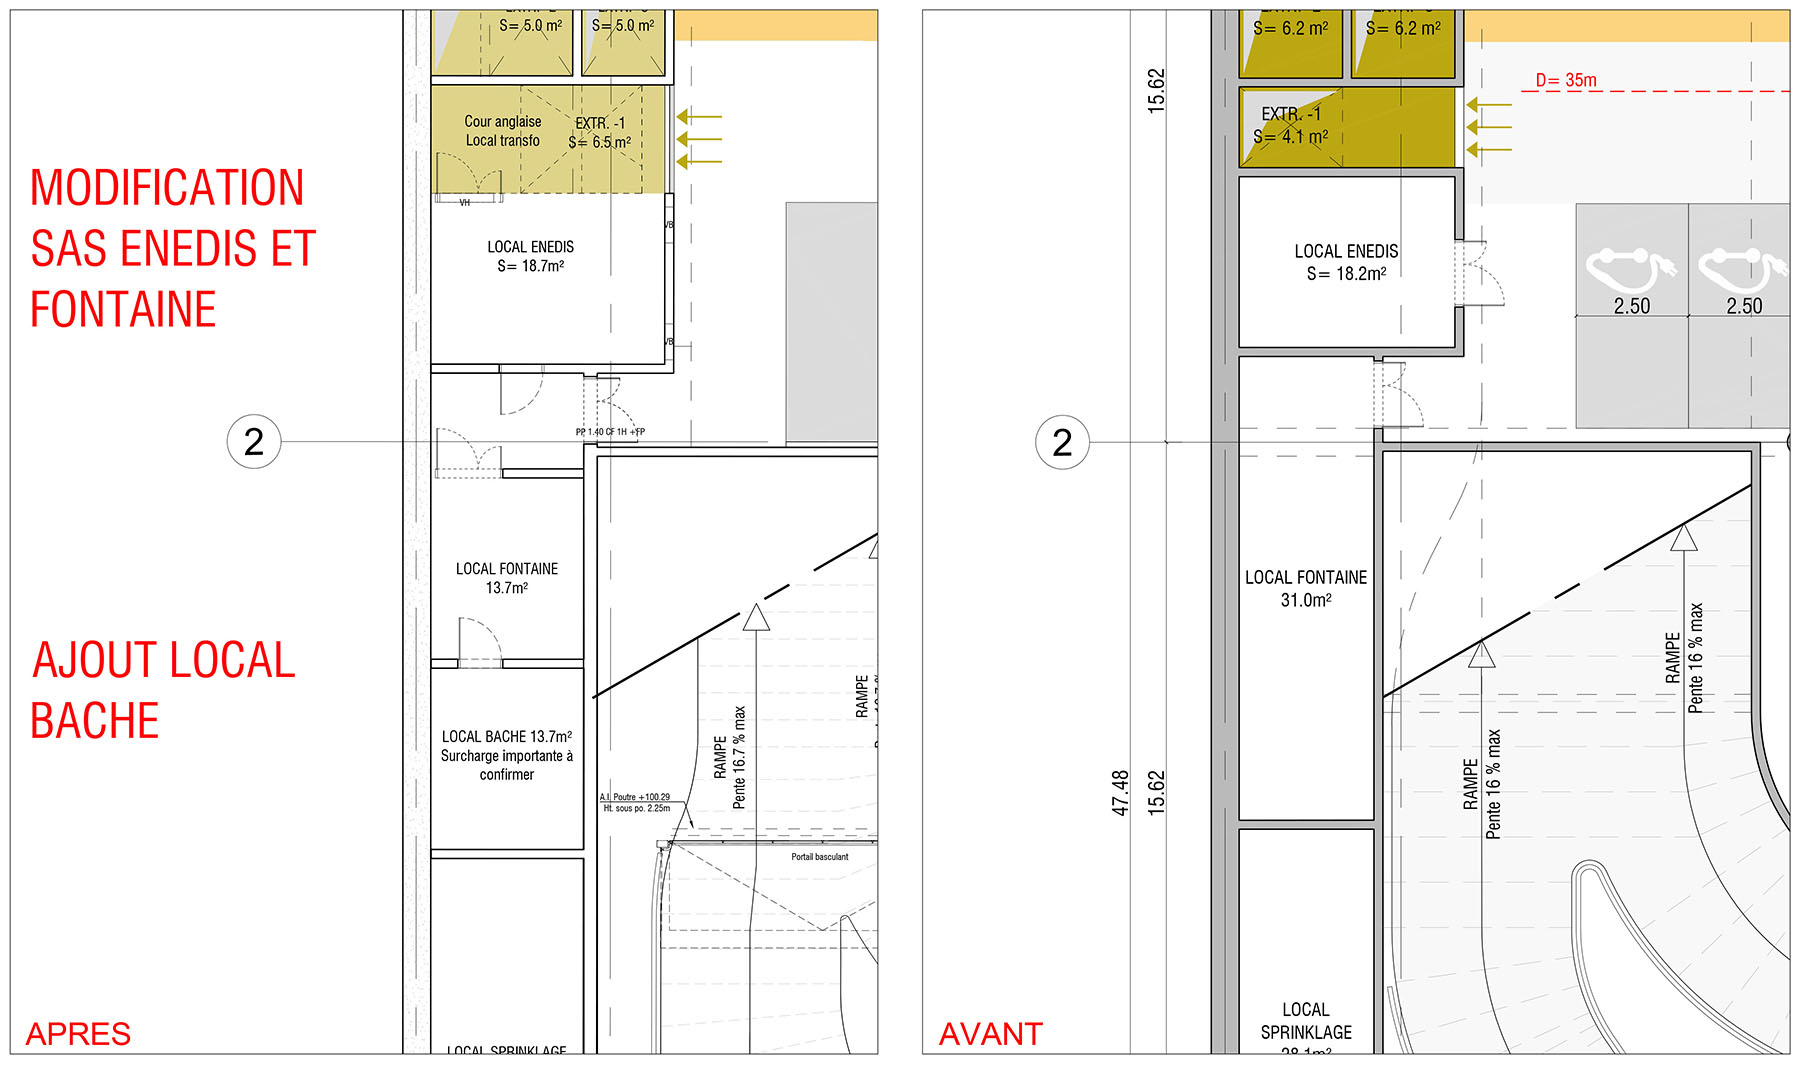 S= 5.0 m²
S= 5.0 m²
Cour anglaise
Local transfo
EXTR. -1
S= 6.5 m²
VH
VB
LOCAL ENEDIS
S= 18.7m²
VB
MODIFICATION
SAS ENEDIS ET
FONTAINE
2
PP 1.40 CF 1H +FP
LOCAL FONTAINE
13.7m²
AJOUT LOCAL
BACHE
LOCAL BACHE 13.7m²
Surcharge importante à
confirmer
RAMPE
Pente 16.7 % max
RAMPE
A.I. Poutre +100.29
Ht. sous po. 2.25m
Portail basculant
LOCAL SPRINKLAGE
APRES
S= 6.2 m²
S= 6.2 m²
15.62
D= 35m
EXTR. -1
S= 4.1 m²
LOCAL ENEDIS
S= 18.2m²
2.50
2.50
2
LOCAL FONTAINE
31.0m²
RAMPE
Pente 16 % max
RAMPE
Pente 16 % max
47.48
15.62
LOCAL
SPRINKLAGE
28.1m²
AVANT